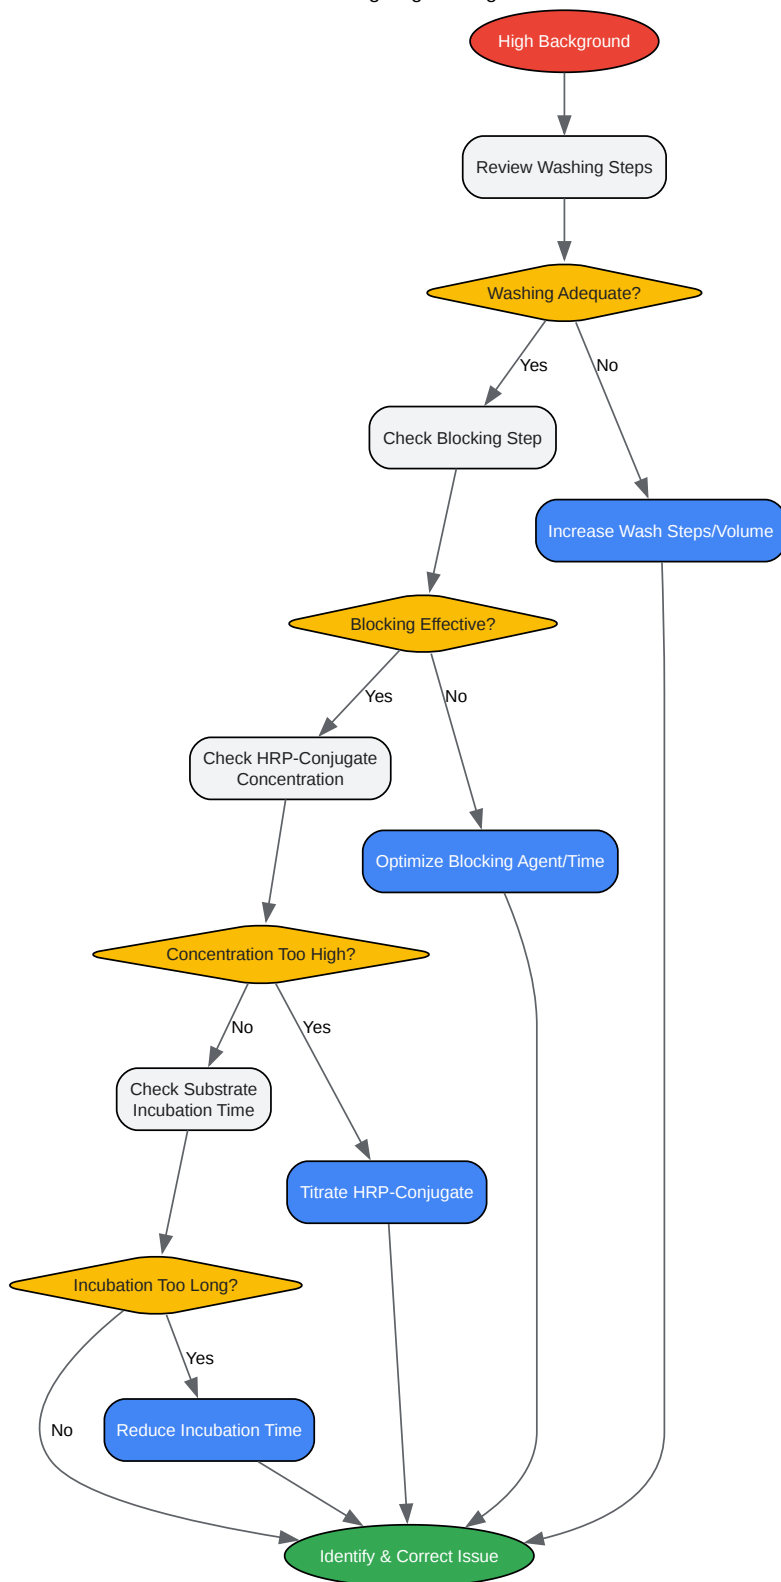 High Background
Review Washing Steps
Washing Adequate?
Yes
No
Check Blocking Step
Increase Wash Steps/Volume
Blocking Effective?
Yes
No
Check HRP-Conjugate
Concentration
Optimize Blocking Agent/Time
Concentration Too High?
No
Yes
Check Substrate
Incubation Time
Titrate HRP-Conjugate
Incubation Too Long?
Yes
No
Reduce Incubation Time
Identify & Correct Issue